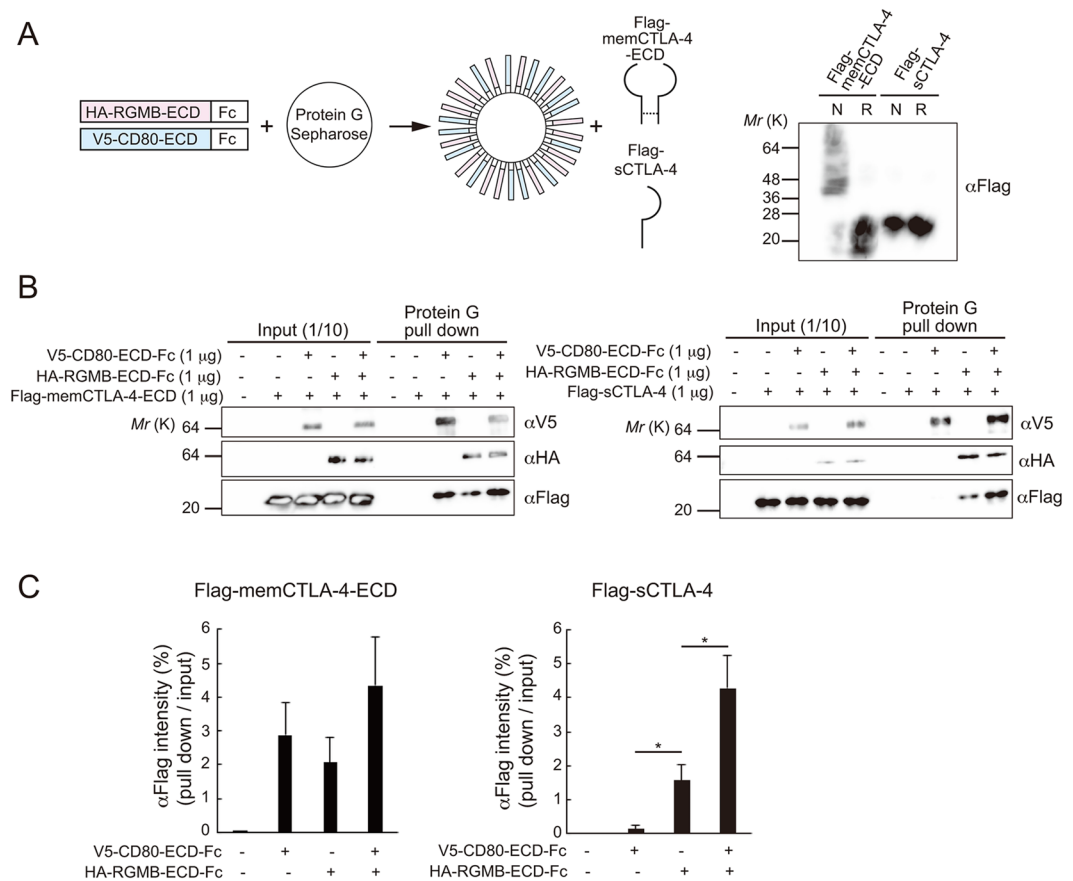 A
HA-RGMB-ECD Fc
V5-CD80-ECD Fc
+
Protein G
Sepharose
+
Flag-
memCTLA-4
-ECD
Flag-
sCTLA-4
Flag-
memCTLA-4
-ECD
Flag-
sCTLA-4
N R N R
Mr (K)
64
48
36
28
20
αFlag
B
Input (1/10)
Protein G
pull down
V5-CD80-ECD-Fc (1 μg) - - + - + - - + - +
HA-RGMB-ECD-Fc (1 μg) - - - + + - - - + +
Flag-memCTLA-4-ECD (1 μg) - + + + + - + + + +
Mr (K) 64 αV5
64 αHA
20 αFlag
Input (1/10)
Protein G
pull down
V5-CD80-ECD-Fc (1 μg) - - + - + - - + - +
HA-RGMB-ECD-Fc (1 μg) - - - + + - - - + +
Flag-sCTLA-4 (1 μg) - + + + + - + + + +
Mr (K) 64 αV5
64 αHA
20 αFlag
C
Flag-memCTLA-4-ECD
αFlag intensity (%)
(pull down / input)
6
5
4
3
2
1
0
V5-CD80-ECD-Fc - + - +
HA-RGMB-ECD-Fc - - + +
Flag-sCTLA-4
αFlag intensity (%)
(pull down / input)
6
5
4
3
2
1
0
*
*
V5-CD80-ECD-Fc - + - +
HA-RGMB-ECD-Fc - - + +